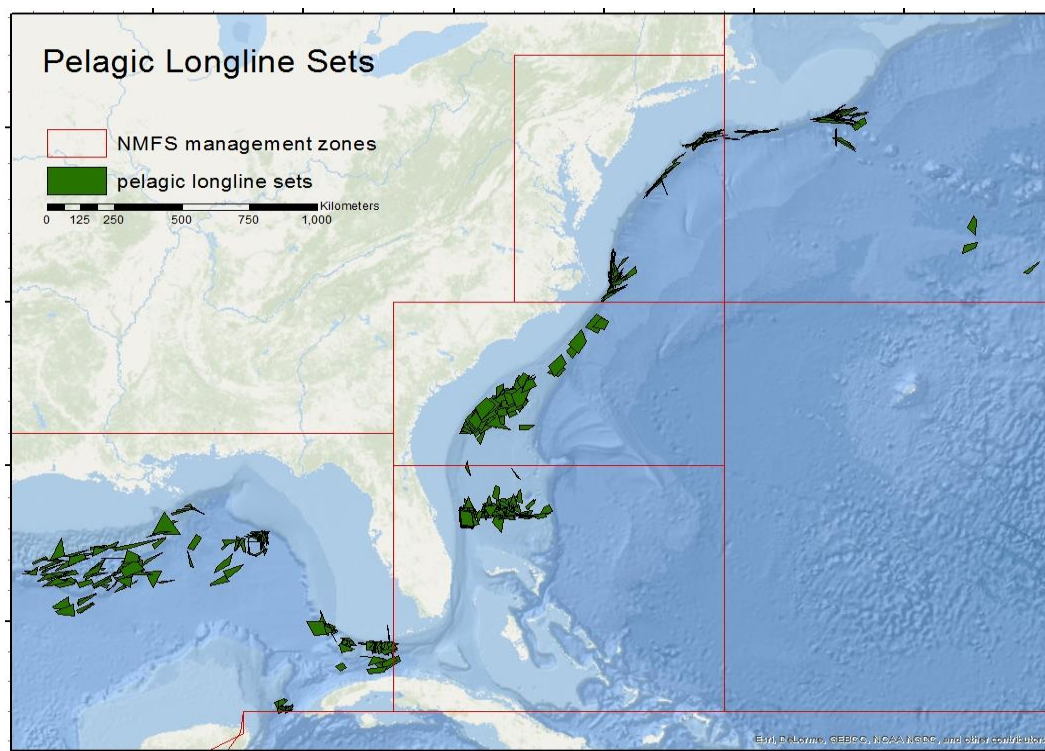 Pelagic Longline Sets
NMFS management zones
pelagic longline sets
Kilometers
0 125 250 500 750 1,000
Esri, DeLorme, GEBCO, NOAA NGDC, and other contributors